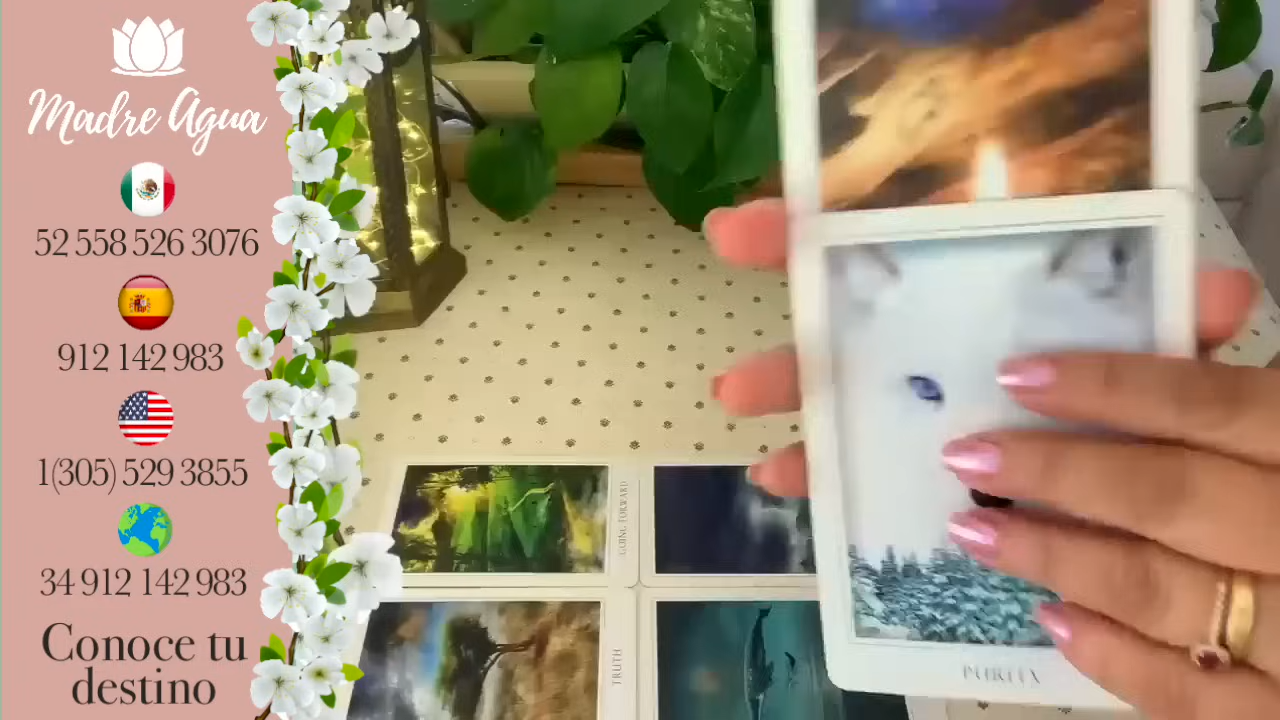 Madre Agua
52 558 526 3076
912 142 983
1(305) 529 3855
34 912 142 983
Conoce tu
destino
GOING FORWARD
TRUTH
PURITY